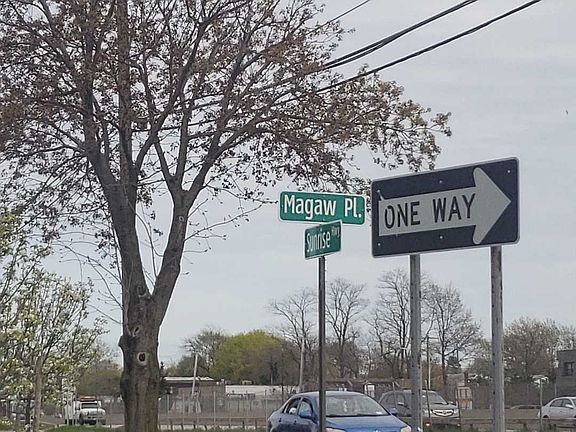 Magaw Pl.
Sunrise Hwy
ONE WAY